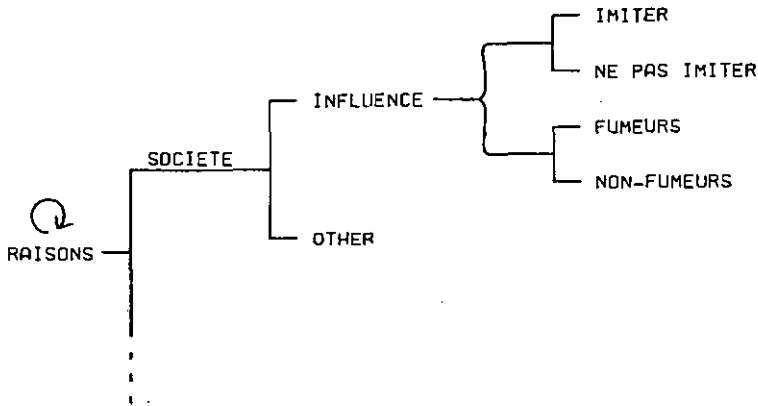 IMITER
NE PAS IMITER
INFLUENCE
FUMEURS
SOCIETE
NON-FUMEURS
OTHER
RAISONS